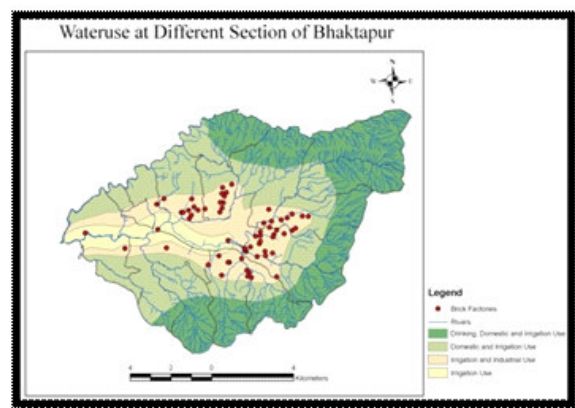 Wateruse at Different Section of Bhaktapur
N
W E
S
Legend
Brick Factories
Rivers
Drinking, Domestic and Irrigation Use
Domestic and Irrigation Use
Irrigation and Industrial Use
Irrigation Use
4 2 0 4
Kilometers